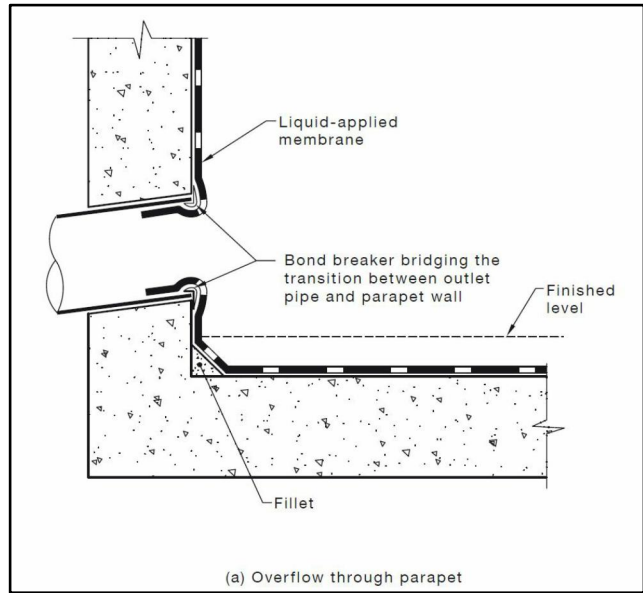 Liquid-applied
membrane
Bond breaker bridging the
transition between outlet
pipe and parapet wall
Finished
level
Fillet
(a) Overflow through parapet